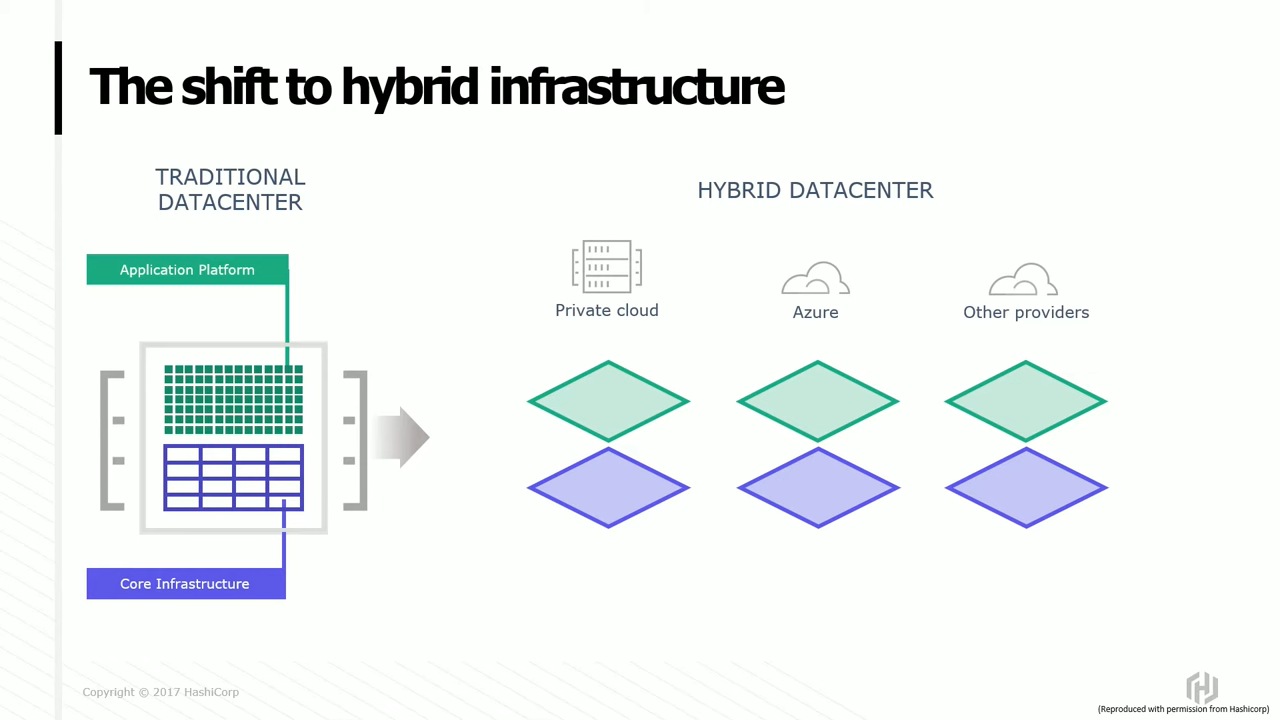 The shift to hybrid infrastructure
TRADITIONAL
DATACENTER
HYBRID DATACENTER
Application Platform
Private cloud
Azure
Other providers
Core Infrastructure
Copyright © 2017 HashiCorp
(Reproduced with permission from Hashicorp)